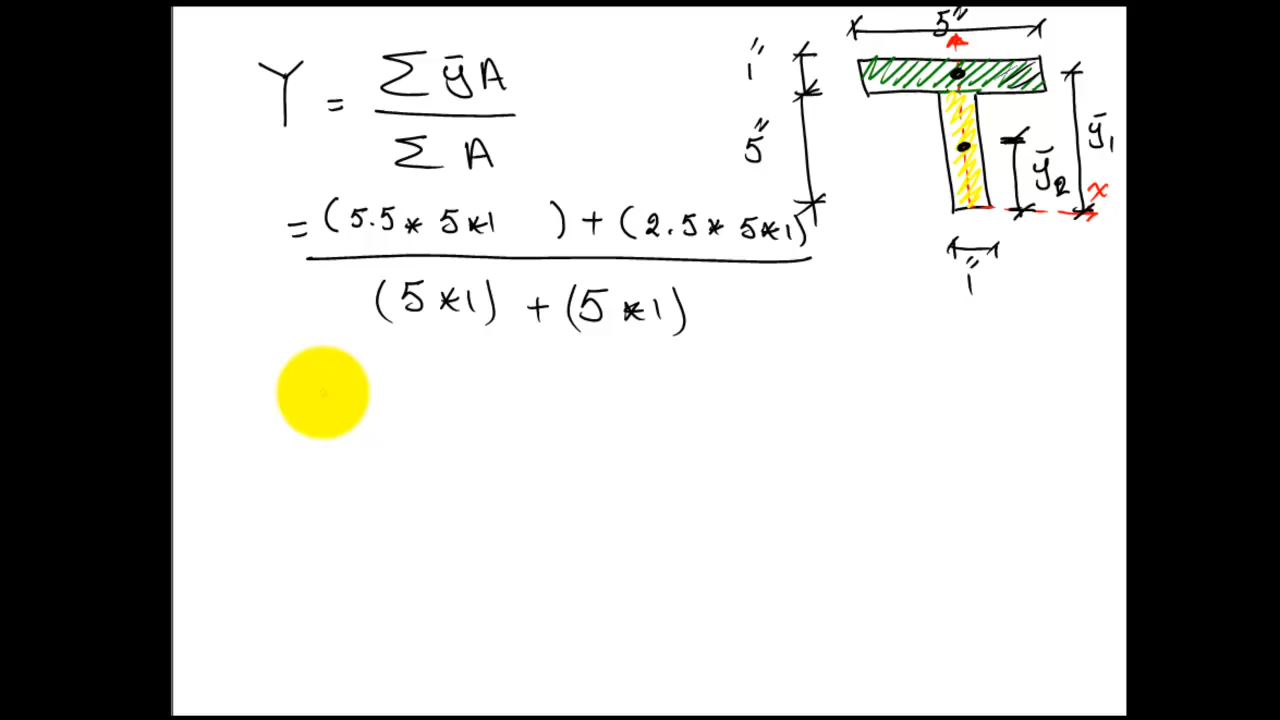 Y = Σ ȳA / Σ A
= (5.5 * 5*1 ) + (2.5 * 5*1) / (5*1) + (5*1)
5"
1"
5"
ȳ1
ȳ2
x
1"